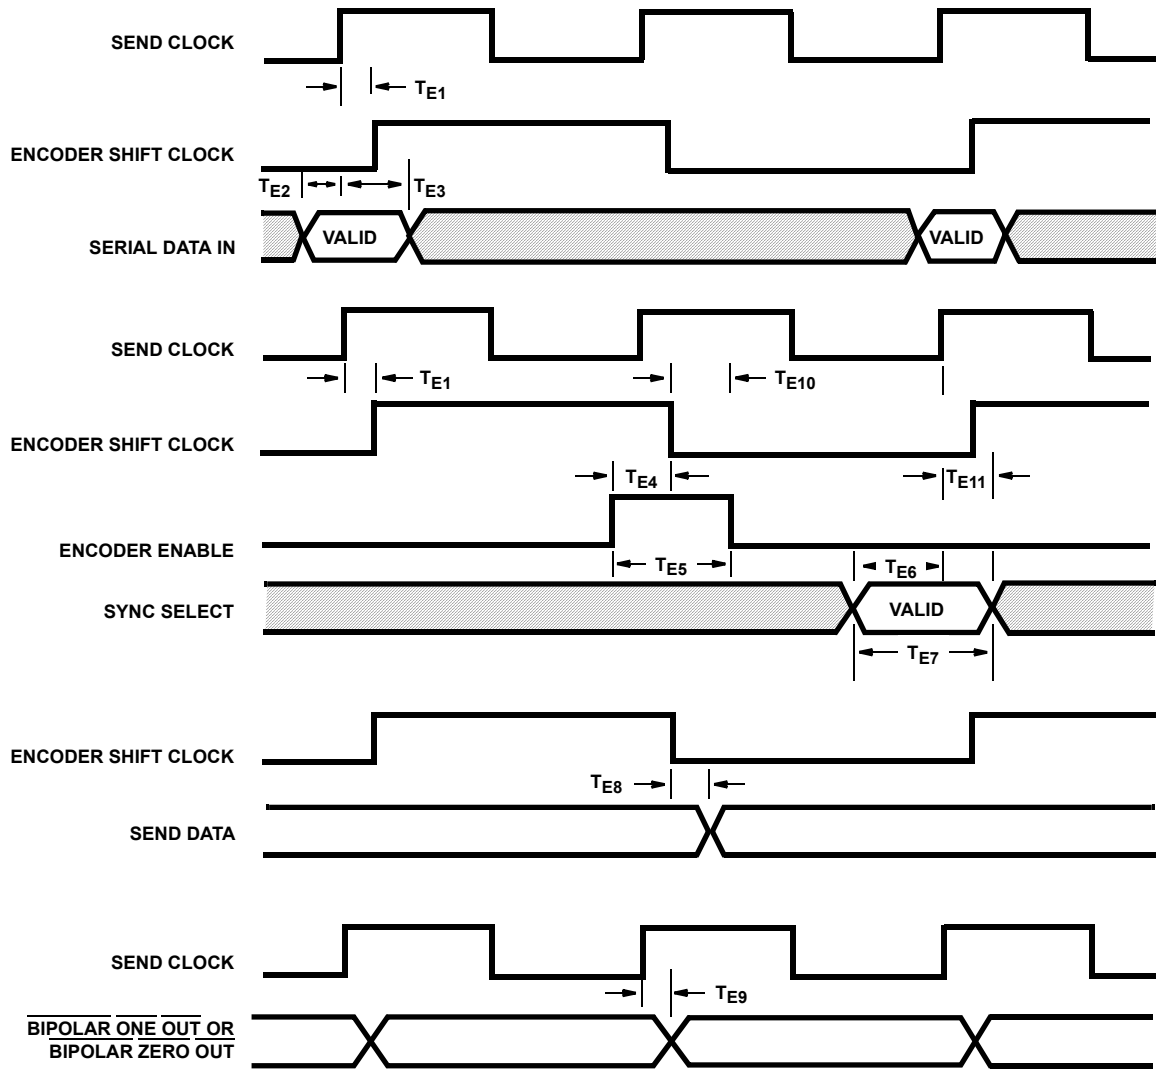 SEND CLOCK
TE1
ENCODER SHIFT CLOCK
TE2
TE3
SERIAL DATA IN
VALID
VALID
SEND CLOCK
TE1
TE10
ENCODER SHIFT CLOCK
TE4
TE11
ENCODER ENABLE
TE5
TE6
SYNC SELECT
VALID
TE7
ENCODER SHIFT CLOCK
TE8
SEND DATA
SEND CLOCK
TE9
BIPOLAR ONE OUT OR
BIPOLAR ZERO OUT